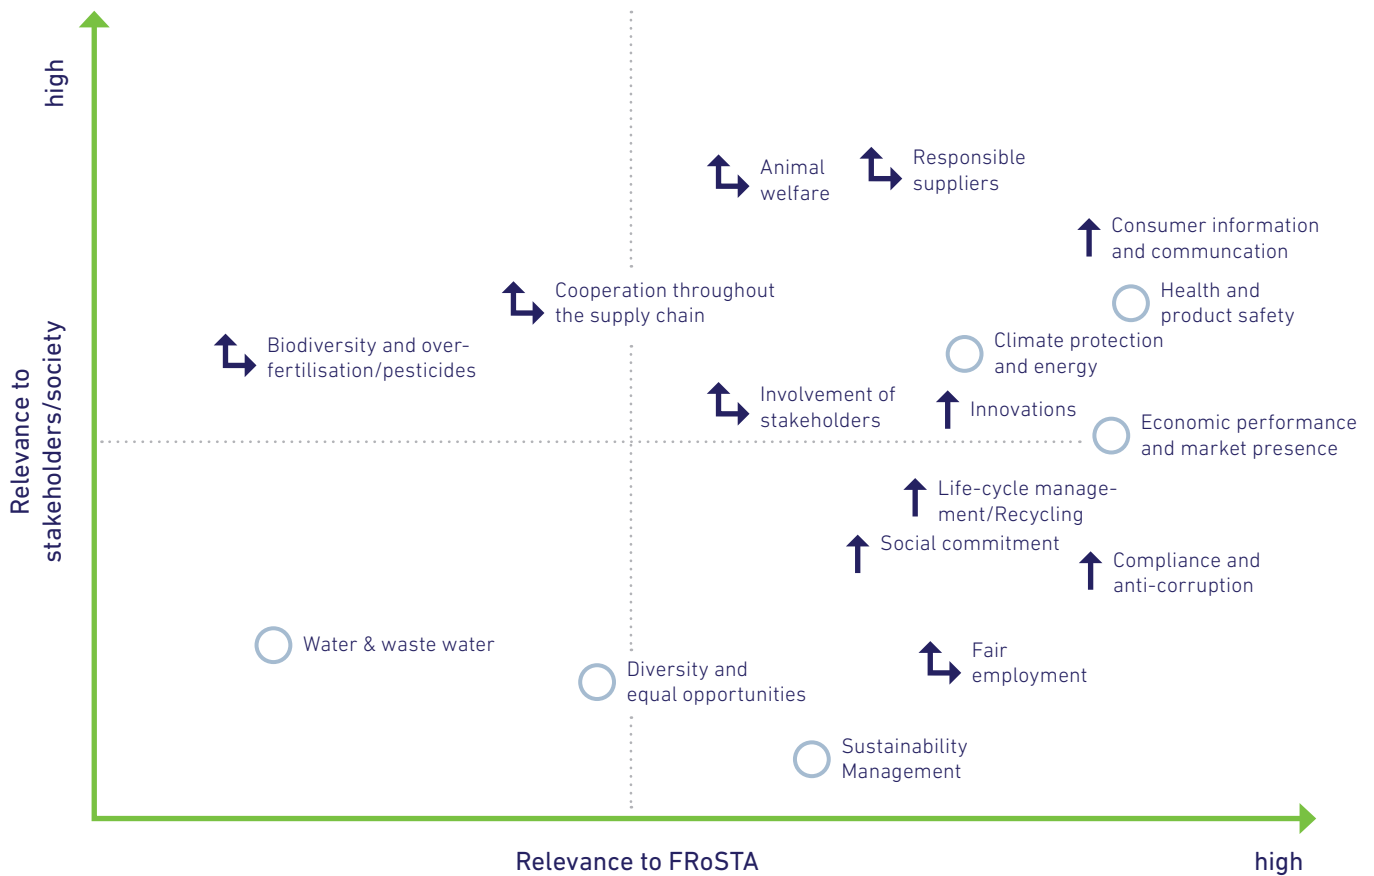 high
Relevance to
stakeholders/society
Animal
welfare
Responsible
suppliers
Consumer information
and communcation
Cooperation throughout
the supply chain
Health and
product safety
Biodiversity and over-
fertilisation/pesticides
Climate protection
and energy
Involvement of
stakeholders
Innovations
Economic performance
and market presence
Life-cycle manage-
ment/Recycling
Social commitment
Compliance and
anti-corruption
Water & waste water
Diversity and
equal opportunities
Fair
employment
Sustainability
Management
Relevance to FRoSTA
high